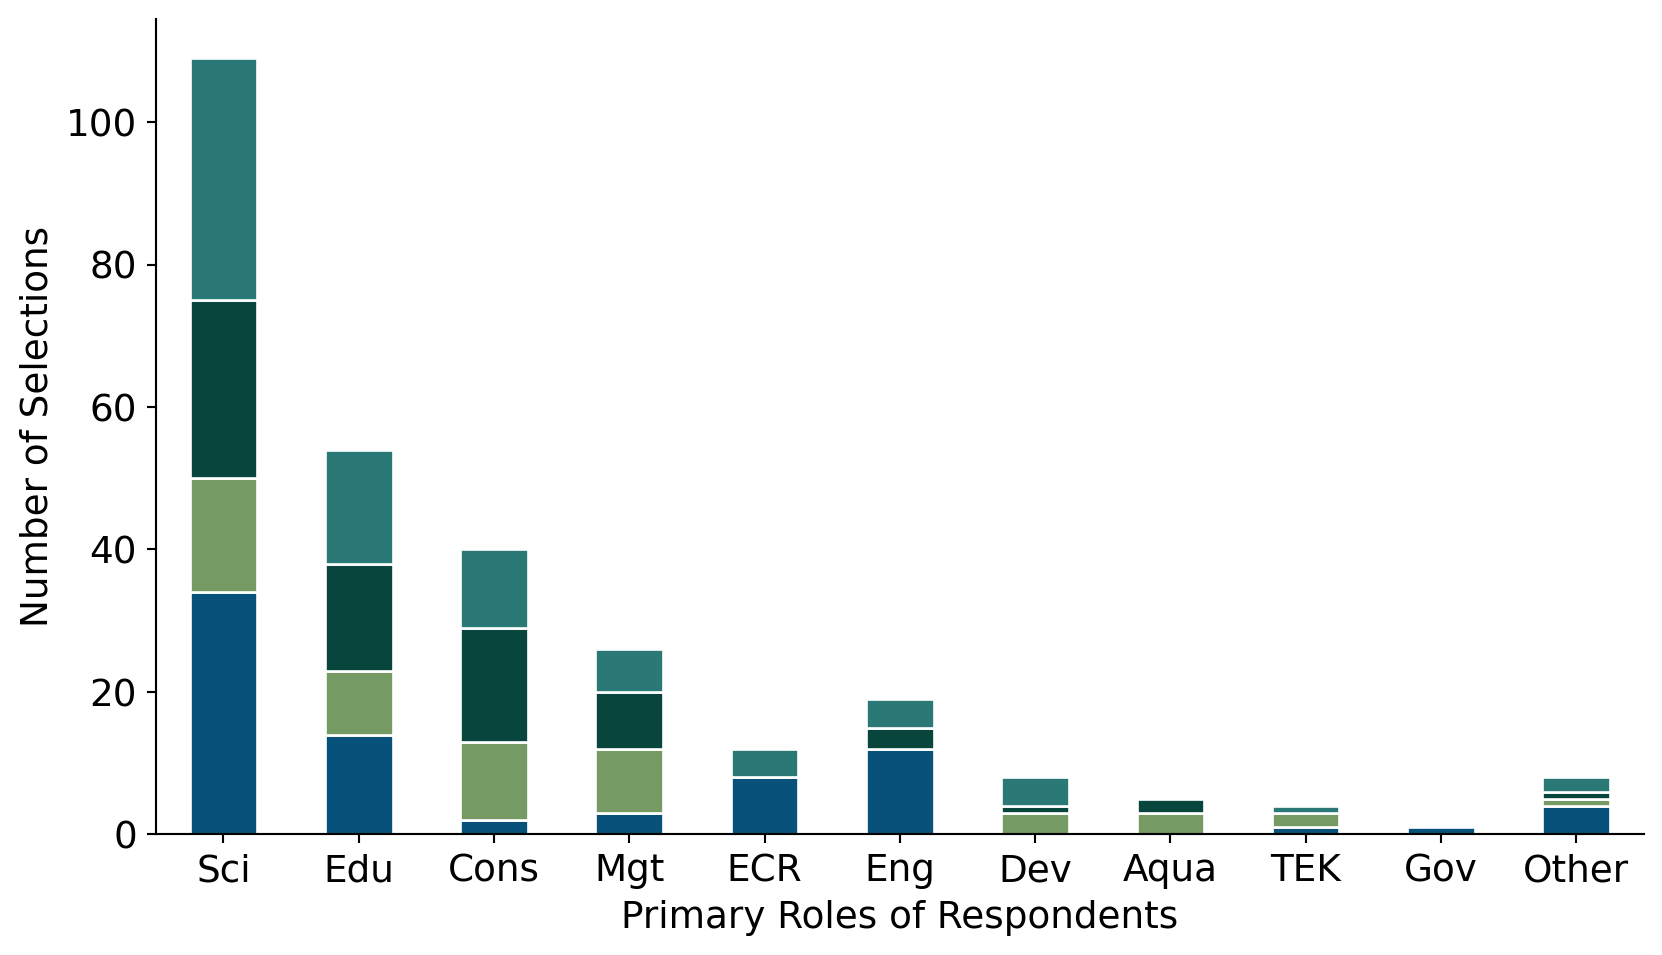 Number of Selections
100
80
60
40
20
0
Sci Edu Cons Mgt ECR Eng Dev Aqua TEK Gov Other
Primary Roles of Respondents